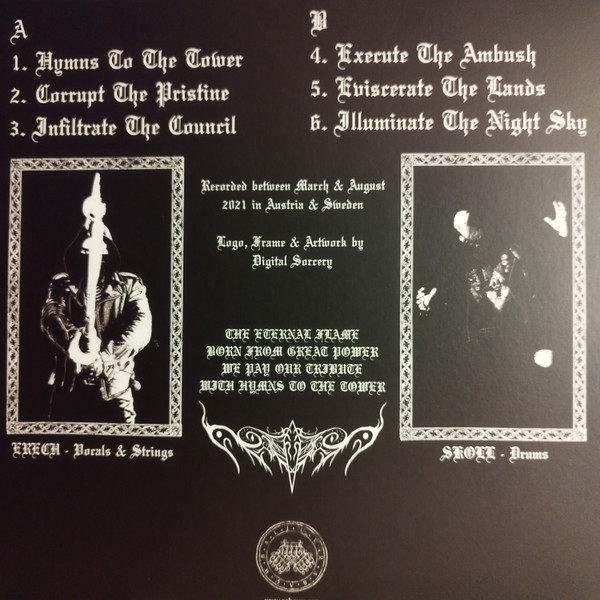 A
1. Hymns To The Tower
2. Corrupt The Pristine
3. Infiltrate The Council
B
4. Execute The Ambush
5. Eviscerate The Lands
6. Illuminate The Night Sky
Recorded between March & August
2021 in Austria & Sweden
Logo, Frame & Artwork by
Digital Sorcery
THE ETERNAL FLAME
BORN FROM GREAT POWER
WE PAY OUR TRIBUTE
WITH HYMNS TO THE TOWER
ERECH - Vocals & Strings
SKOLL - Drums